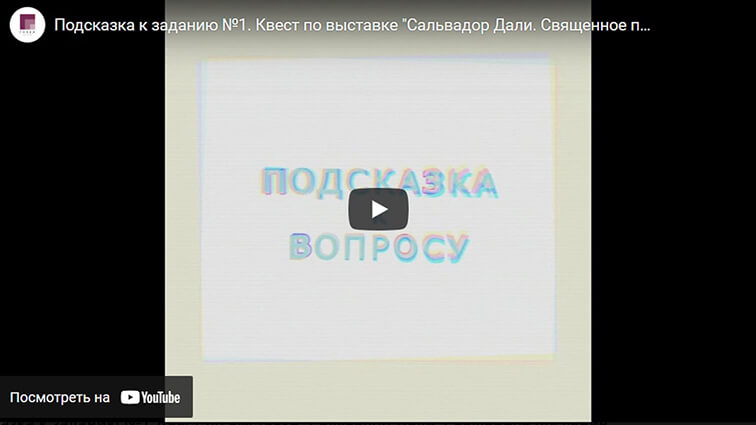 Подсказка к заданию №1. Квест по выставке "Сальвадор Дали. Священное п...
ПОДСКАЗКА
ВОПРОСУ
Посмотреть на YouTube